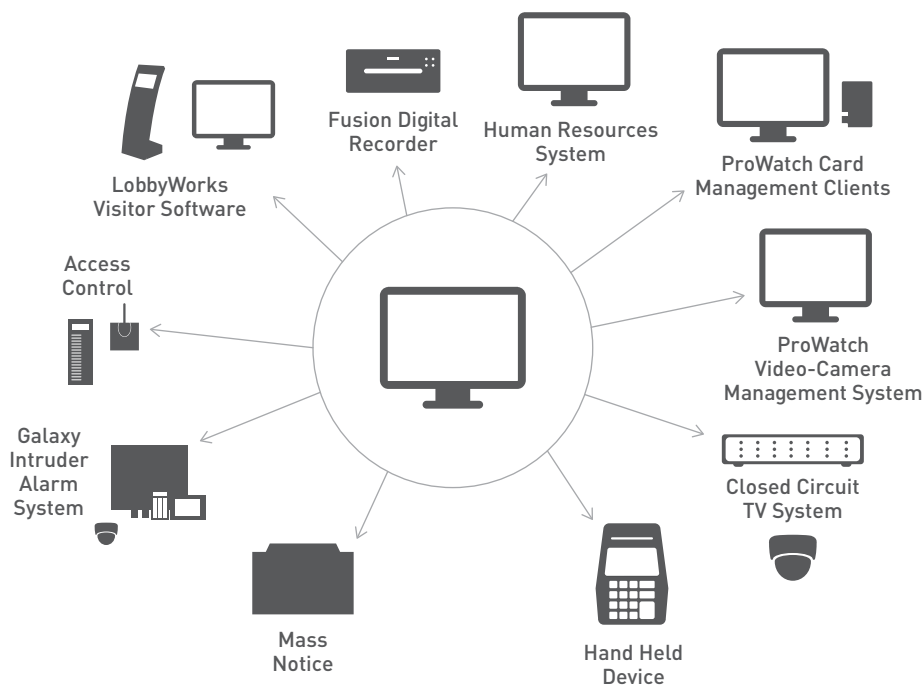 Fusion Digital
Recorder
Human Resources
System
ProWatch Card
Management Clients
LobbyWorks
Visitor Software
Access
Control
ProWatch
Video-Camera
Management System
Galaxy
Intruder
Alarm
System
Closed Circuit
TV System
Mass
Notice
Hand Held
Device